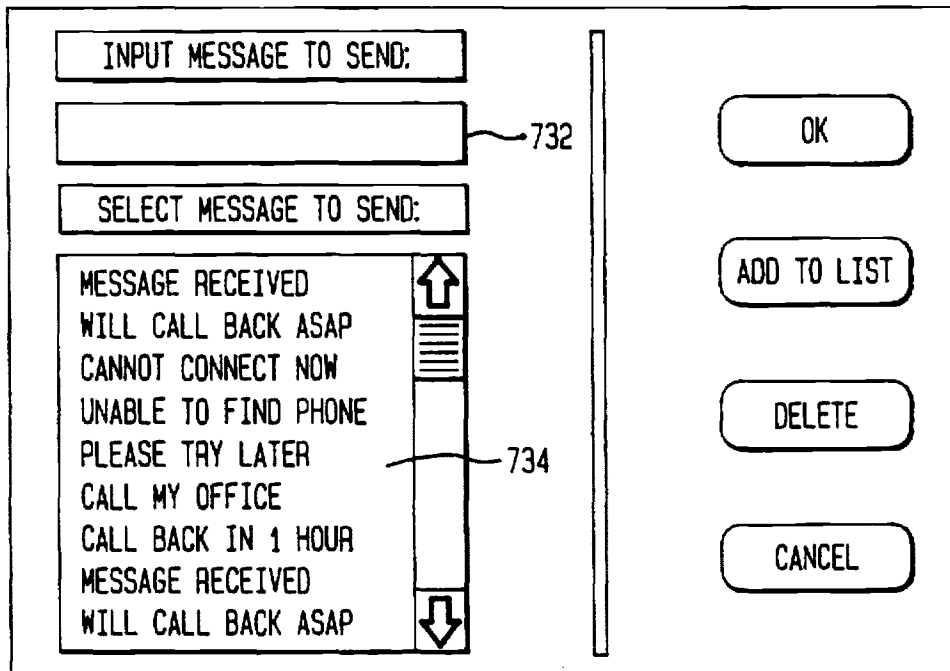 INPUT MESSAGE TO SEND:
732
SELECT MESSAGE TO SEND:
MESSAGE RECEIVED
WILL CALL BACK ASAP
CANNOT CONNECT NOW
UNABLE TO FIND PHONE
PLEASE TRY LATER
734
CALL MY OFFICE
CALL BACK IN 1 HOUR
MESSAGE RECEIVED
WILL CALL BACK ASAP
OK
ADD TO LIST
DELETE
CANCEL